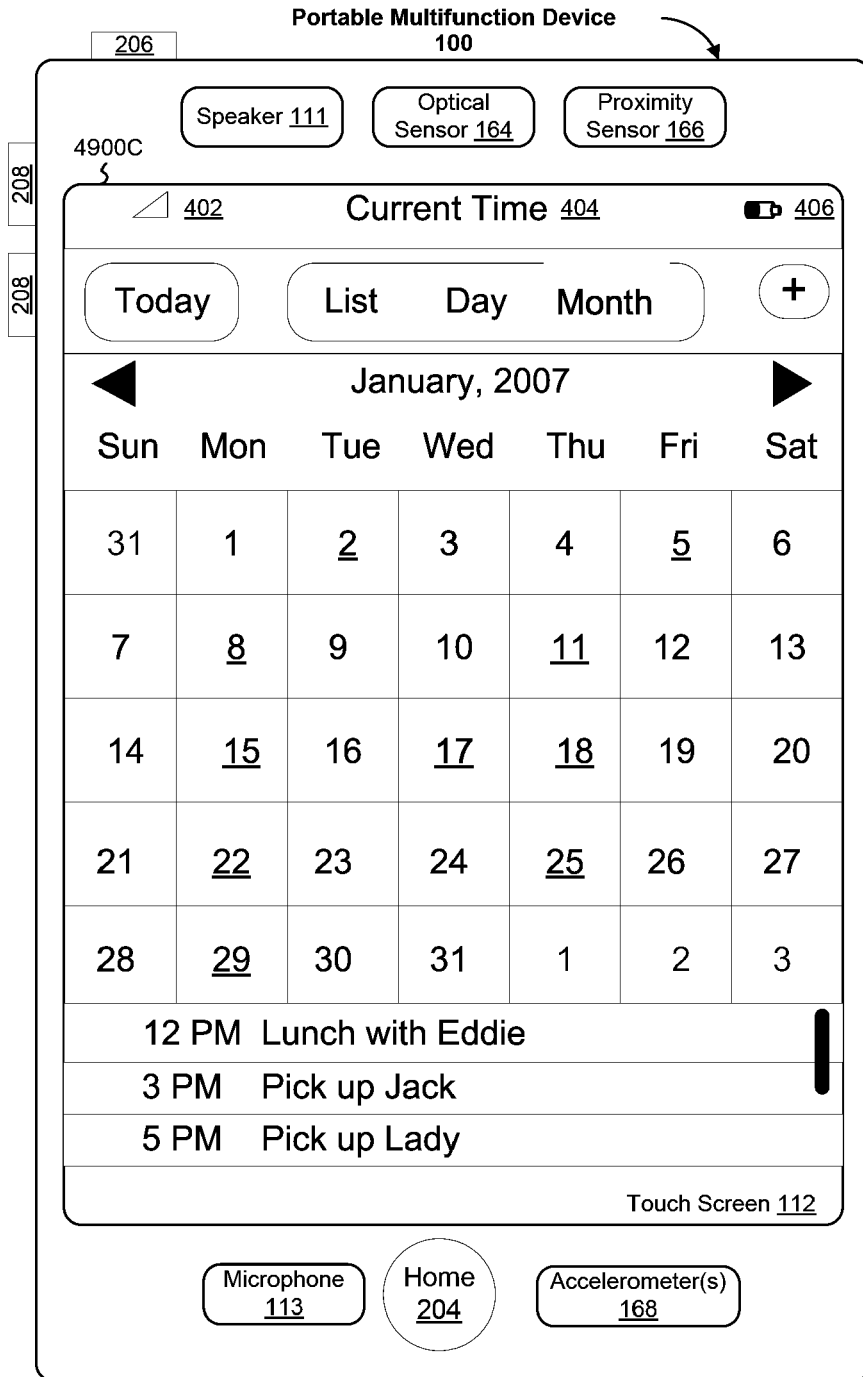 Portable Multifunction Device
100
206
Speaker 111
Optical
Sensor 164
Proximity
Sensor 166
4900C
208
208
402
Current Time 404
406
Today
List Day Month
+
January, 2007
Sun Mon Tue Wed Thu Fri Sat
31 1 2 3 4 5 6
7 8 9 10 11 12 13
14 15 16 17 18 19 20
21 22 23 24 25 26 27
28 29 30 31 1 2 3
12 PM Lunch with Eddie
3 PM Pick up Jack
5 PM Pick up Lady
Touch Screen 112
Microphone
113
Home
204
Accelerometer(s)
168